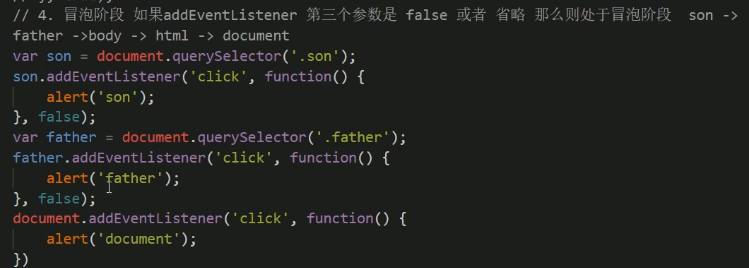 // 4. 冒泡阶段 如果addEventListener 第三个参数是 false 或者 省略 那么则处于冒泡阶段  son ->
father ->body -> html -> document
var son = document.querySelector('.son');
son.addEventListener('click', function() {
    alert('son');
}, false);
var father = document.querySelector('.father');
father.addEventListener('click', function() {
    alert('father');
}, false);
document.addEventListener('click', function() {
    alert('document');
})